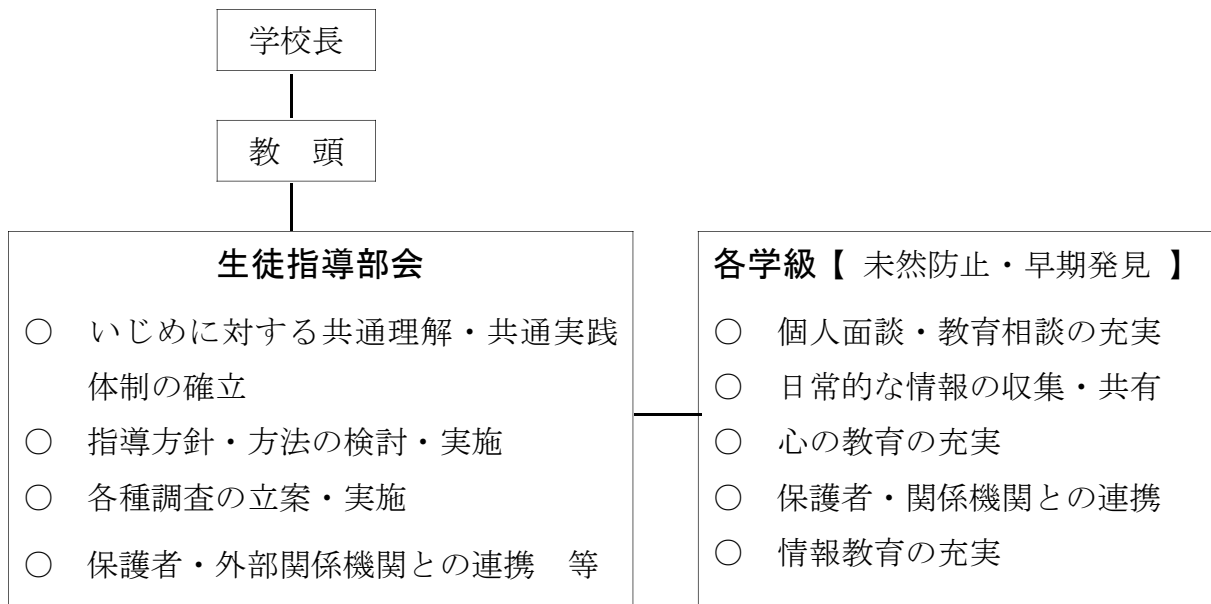 学校長
教　頭
生徒指導部会
○　いじめに対する共通理解・共通実践
体制の確立
○　指導方針・方法の検討・実施
○　各種調査の立案・実施
○　保護者・外部関係機関との連携　等
各学級【 未然防止・早期発見 】
○　個人面談・教育相談の充実
○　日常的な情報の収集・共有
○　心の教育の充実
○　保護者・関係機関との連携
○　情報教育の充実